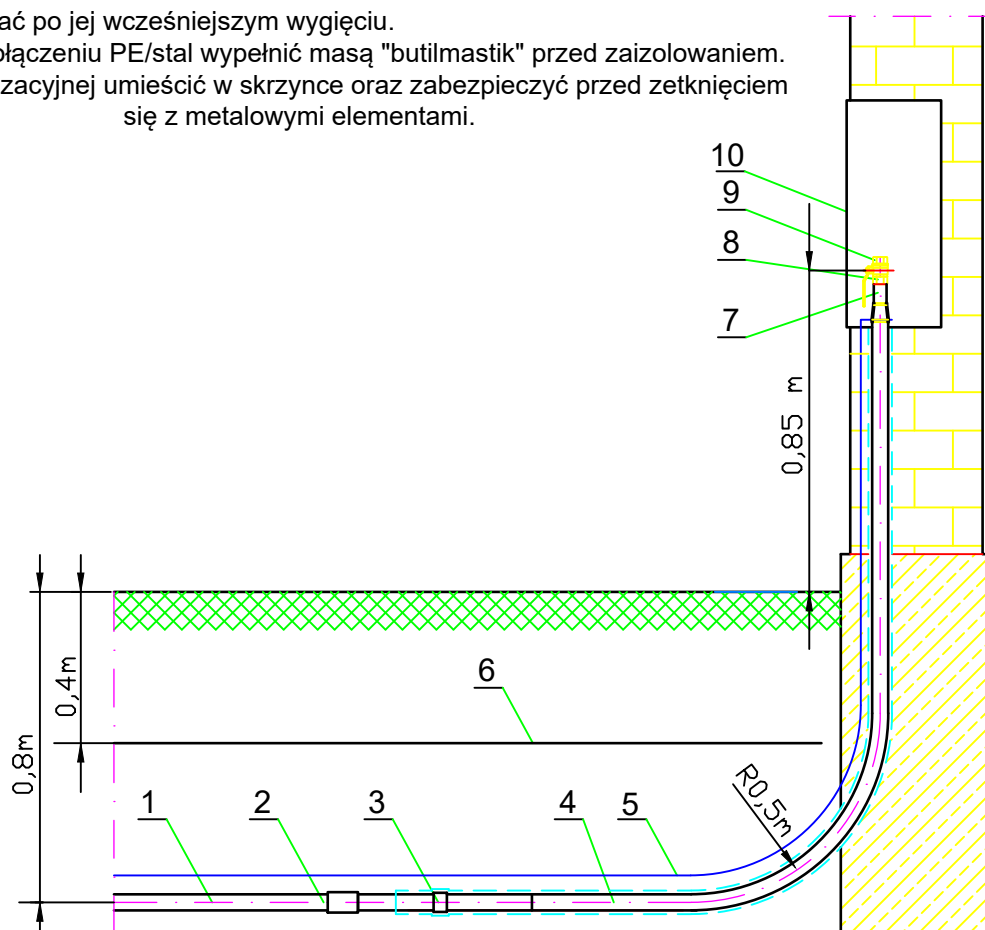 ać po jej wcześniejszym wygięciu.
ołączeniu PE/stal wypełnić masą "butilmastik" przed zaizolowaniem.
zacyjnej umieścić w skrzynce oraz zabezpieczyć przed zetknięciem
się z metalowymi elementami.
10
9
8
7
0,85 m
6
0,4m
0,8m
1
2
3
4
5
R0,5m